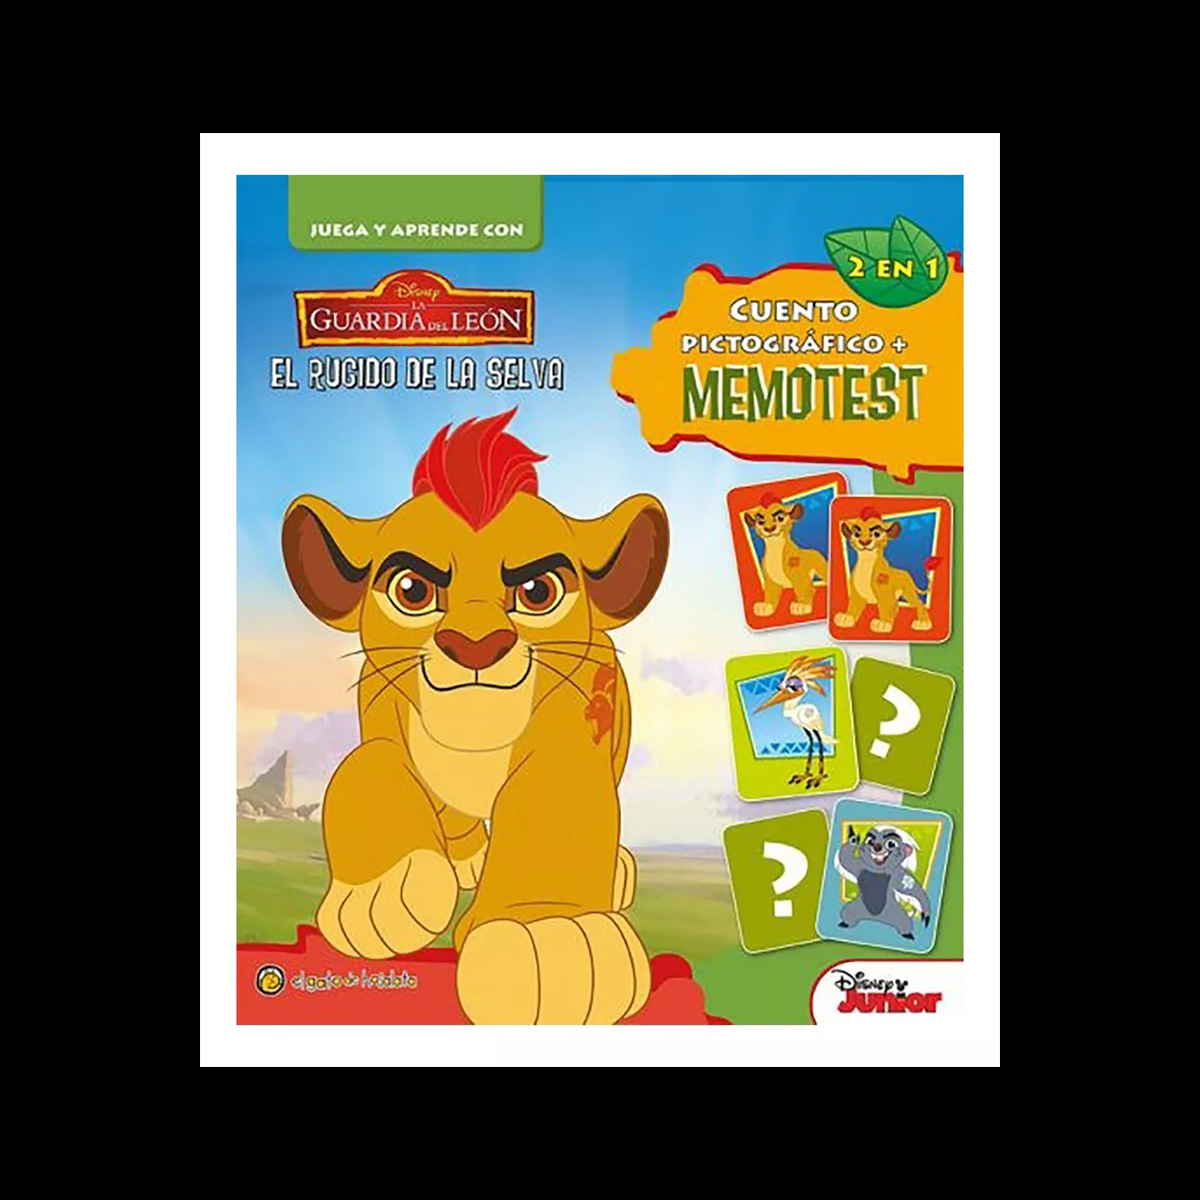 JUEGA Y APRENDE CON
Disney
LA
GUARDIA DEL LEÓN
EL RUGIDO DE LA SELVA
2 EN 1
CUENTO
PICTOGRÁFICO +
MEMOTEST
?
?
el gato de hojalata
Disney
Junior